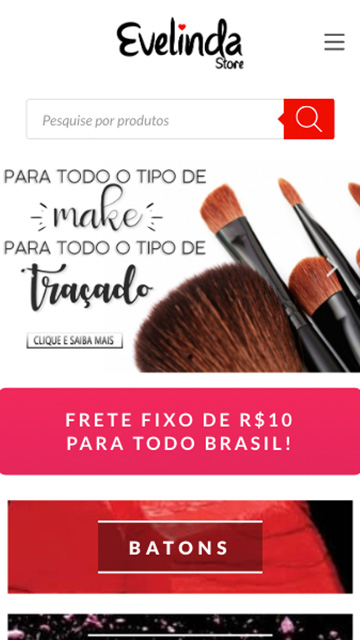 Evelinda
Store
Pesquise por produtos
PARA TODO O TIPO DE
make
PARA TODO O TIPO DE
traçado
CLIQUE E SAIBA MAIS
FRETE FIXO DE R$10
PARA TODO BRASIL!
BATONS